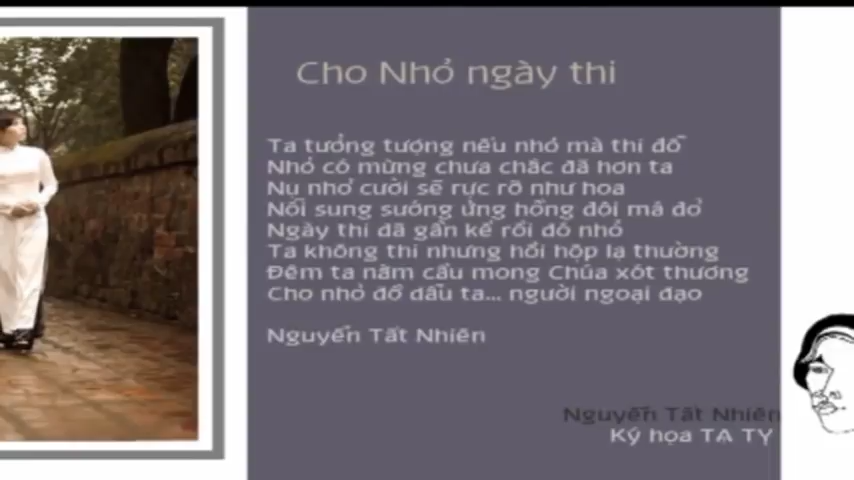 Cho Nhỏ ngày thi
Ta tưởng tượng nếu nhỏ mà thi đỗ
Nhỏ có mừng chưa chắc đã hơn ta
Nụ nhớ cười sẽ rực rỡ như hoa
Nỗi sung sướng ửng hồng đôi má đỏ
Ngày thi đã gần kề rồi đó nhỏ
Ta không thi nhưng hồi hộp lạ thường
Đêm ta nằm cầu mong Chúa xót thương
Cho nhỏ đổ dẫu ta... người ngoại đạo
Nguyễn Tất Nhiên
Nguyễn Tất Nhiên
Ký họa TẠ TỴ